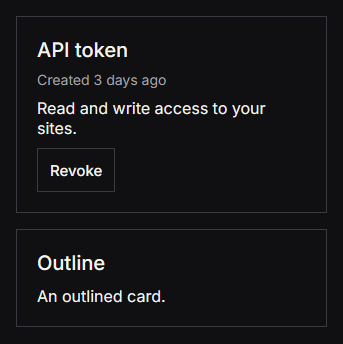 API token
Created 3 days ago
Read and write access to your
sites.
Revoke
Outline
An outlined card.